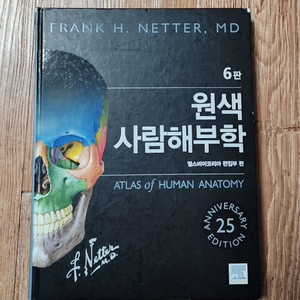 FRANK H. NETTER, MD
6판
원색
사람해부학
엘스비어코리아 편집부 편
ATLAS of HUMAN ANATOMY
ANNIVERSARY
25
EDITION
F. Netter
M.D.